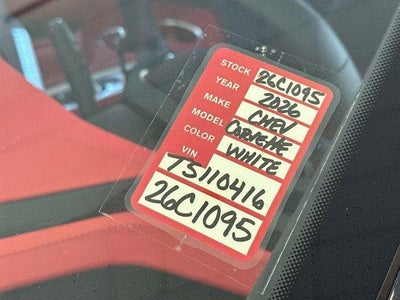 STOCK 26C1095
YEAR 2026
MAKE CHEV
MODEL CORVETTE
COLOR WHITE
VIN T5110416
26C1095